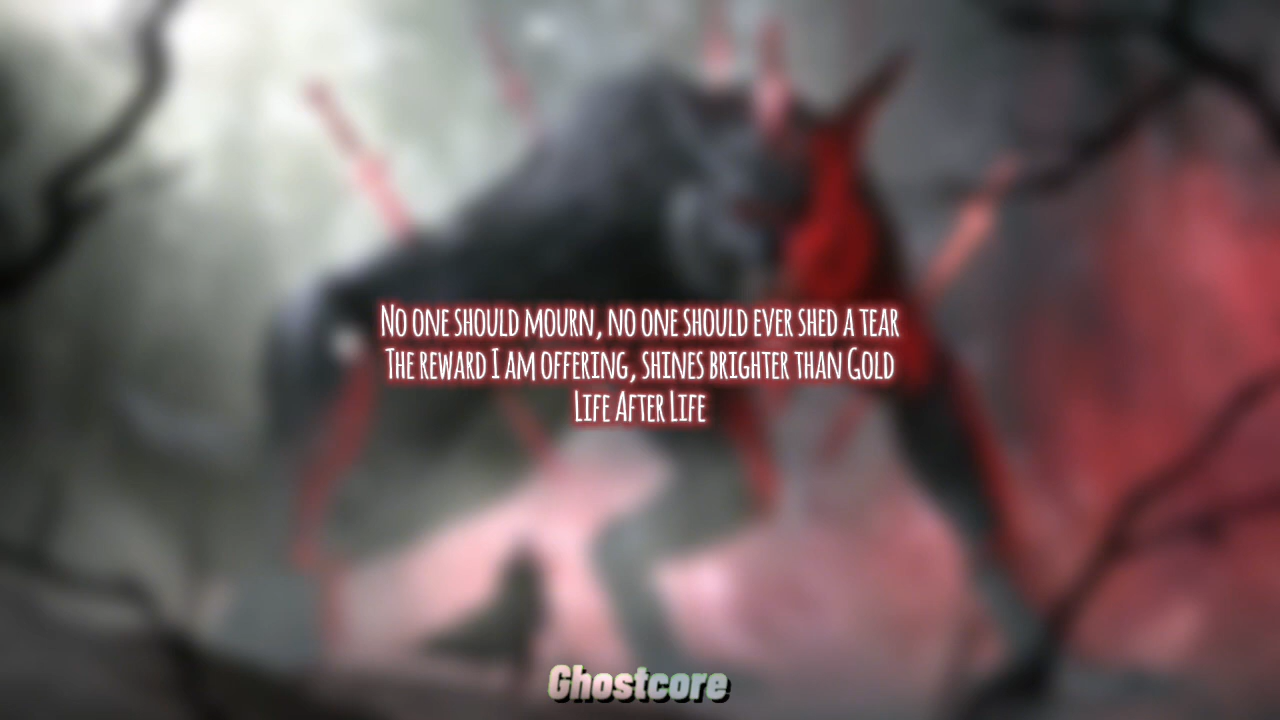 No one should mourn, no one should ever shed a tear
The reward I am offering, shines brighter than Gold
Life After Life
Ghostcore